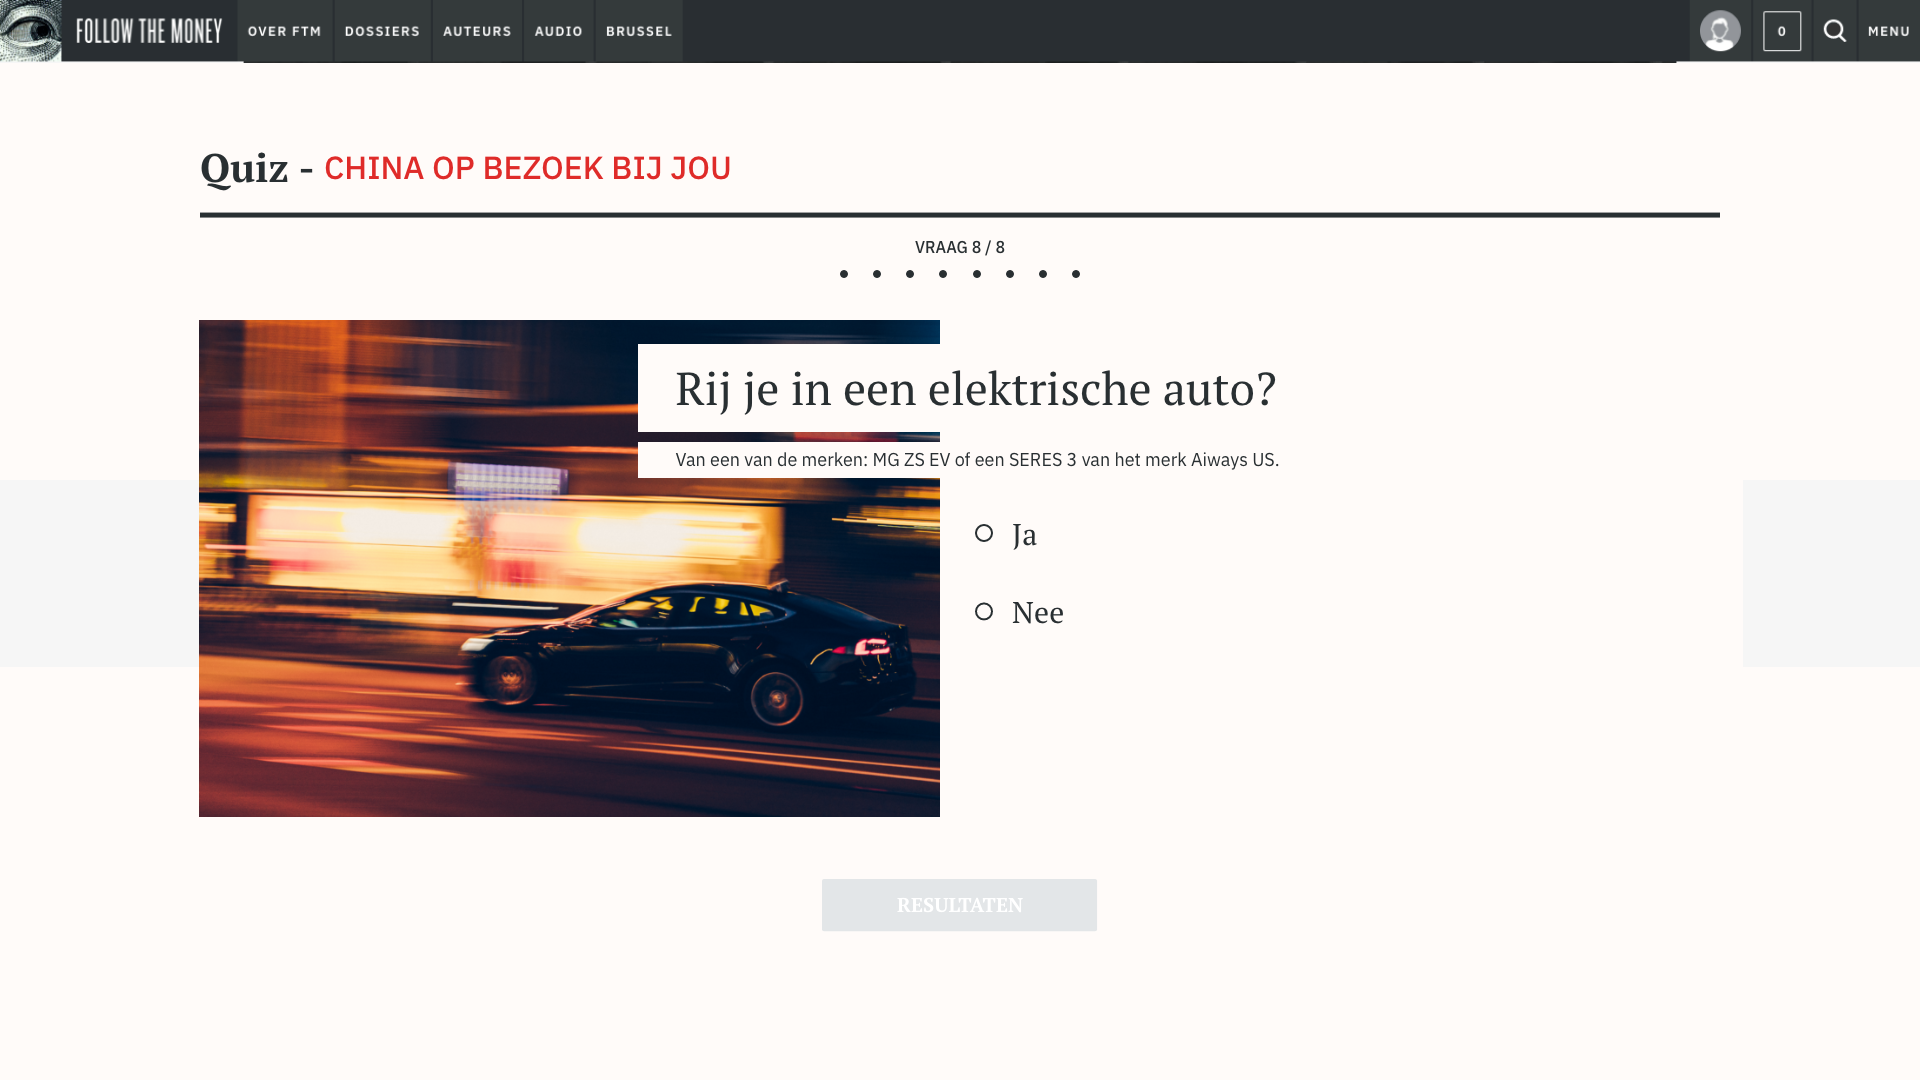 FOLLOW THE MONEY
OVER FTM
DOSSIERS
AUTEURS
AUDIO
BRUSSEL
0
MENU
Quiz - CHINA OP BEZOEK BIJ JOU
VRAAG 8 / 8
Rij je in een elektrische auto?
Van een van de merken: MG ZS EV of een SERES 3 van het merk Aiways US.
Ja
Nee
RESULTATEN